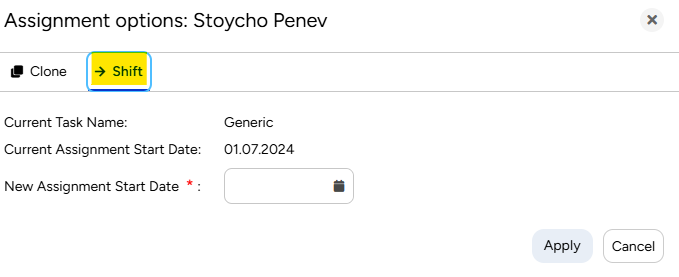 Assignment options: Stoycho Penev
Clone
Shift
Current Task Name: Generic
Current Assignment Start Date: 01.07.2024
New Assignment Start Date * :
Apply Cancel